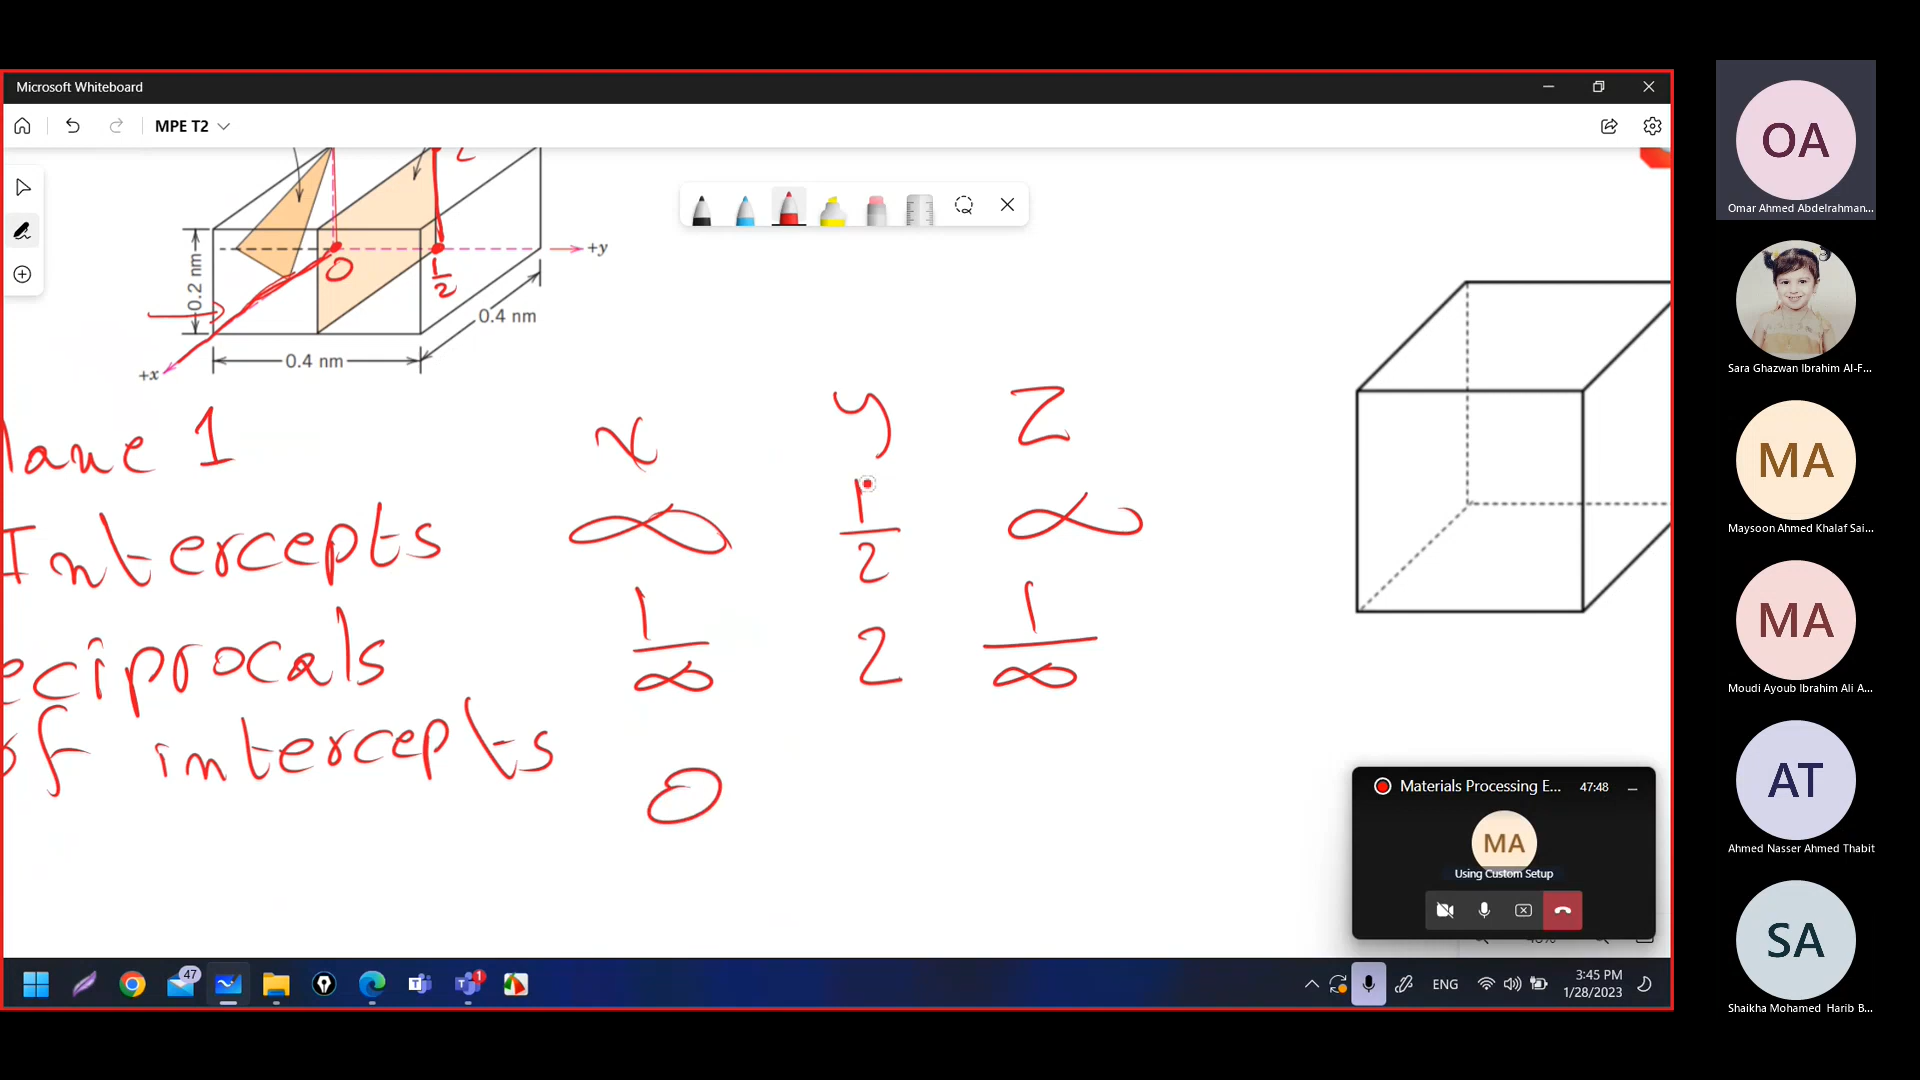 Microsoft Whiteboard
MPE T2
0.2 nm
0
1
2
+y
0.4 nm
0.4 nm
+x
lane 1
x y z
Intercepts ∞ 1/2 ∞
eciprocals 1/∞ 2 1/∞
of intercepts
0
OA
Omar Ahmed Abdelrahman...
Sara Ghazwan Ibrahim Al-F...
MA
Maysoon Ahmed Khalaf Sai...
MA
Moudi Ayoub Ibrahim Ali A...
AT
Ahmed Nasser Ahmed Thabit
SA
Shaikha Mohamed Harib B...
Materials Processing E... 47:48
MA
Using Custom Setup
47
1
ENG
3:45 PM
1/28/2023